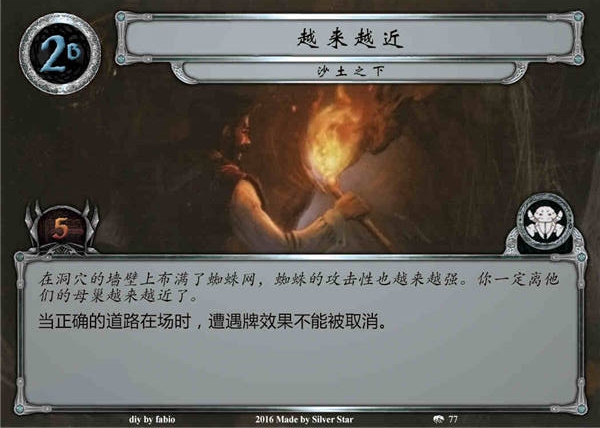 2B
越来越近
沙土之下
5
在洞穴的墙壁上布满了蜘蛛网，蜘蛛的攻击性也越来越强。你一定离他
们的母巢越来越近了。
当正确的道路在场时，遭遇牌效果不能被取消。
diy by fabio 2016 Made by Silver Star 77